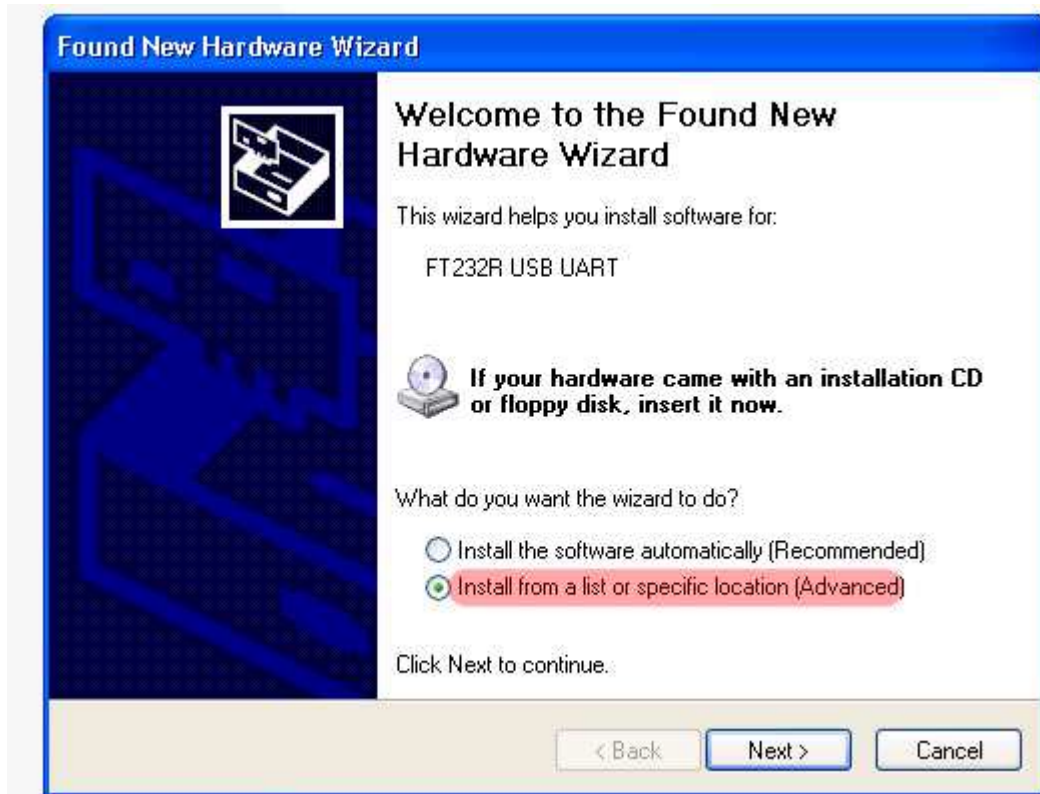 Found New Hardware Wizard
Welcome to the Found New
Hardware Wizard
This wizard helps you install software for:
FT232R USB UART
If your hardware came with an installation CD
or floppy disk, insert it now.
What do you want the wizard to do?
Install the software automatically (Recommended)
Install from a list or specific location (Advanced)
Click Next to continue.
< Back
Next >
Cancel